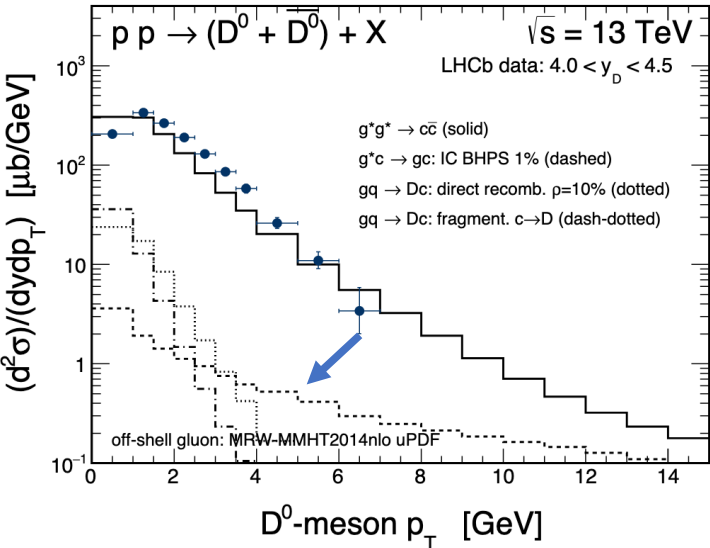 p p → (D⁰ + D̅⁰) + X
√s = 13 TeV
LHCb data: 4.0 < y_D < 4.5
g*g* → cc̅ (solid)
g*c → gc: IC BHPS 1% (dashed)
gq → Dc: direct recomb. ρ=10% (dotted)
gq → Dc: fragment. c→D (dash-dotted)
off-shell gluon: MRW-MMHT2014nlo uPDF
(d²σ)/(dydp_T) [μb/GeV]
10³
10²
10
1
10⁻¹
0 2 4 6 8 10 12 14
D⁰-meson p_T [GeV]